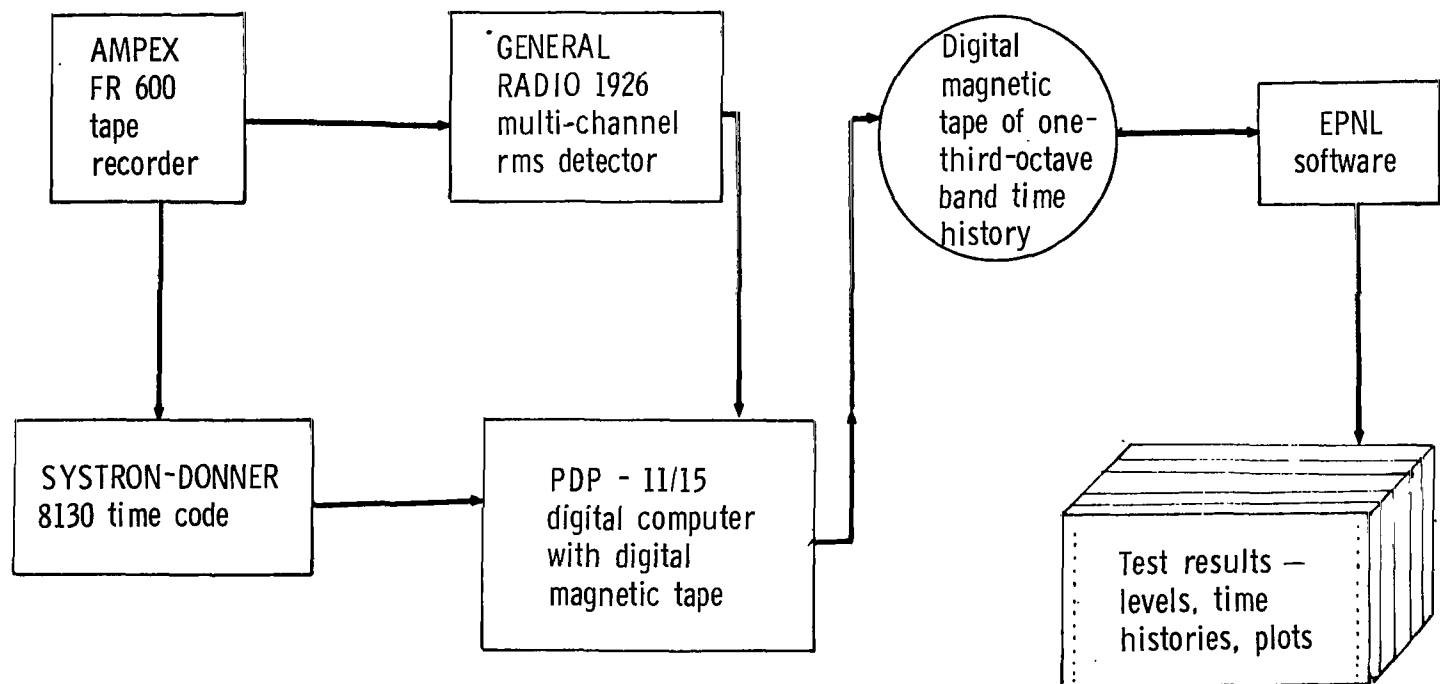 AMPEX
FR 600
tape
recorder
GENERAL
RADIO 1926
multi-channel
rms detector
Digital
magnetic
tape of one-
third-octave
band time
history
EPNL
software
SYSTRON-DONNER
8130 time code
PDP - 11/15
digital computer
with digital
magnetic tape
Test results —
levels, time
histories, plots